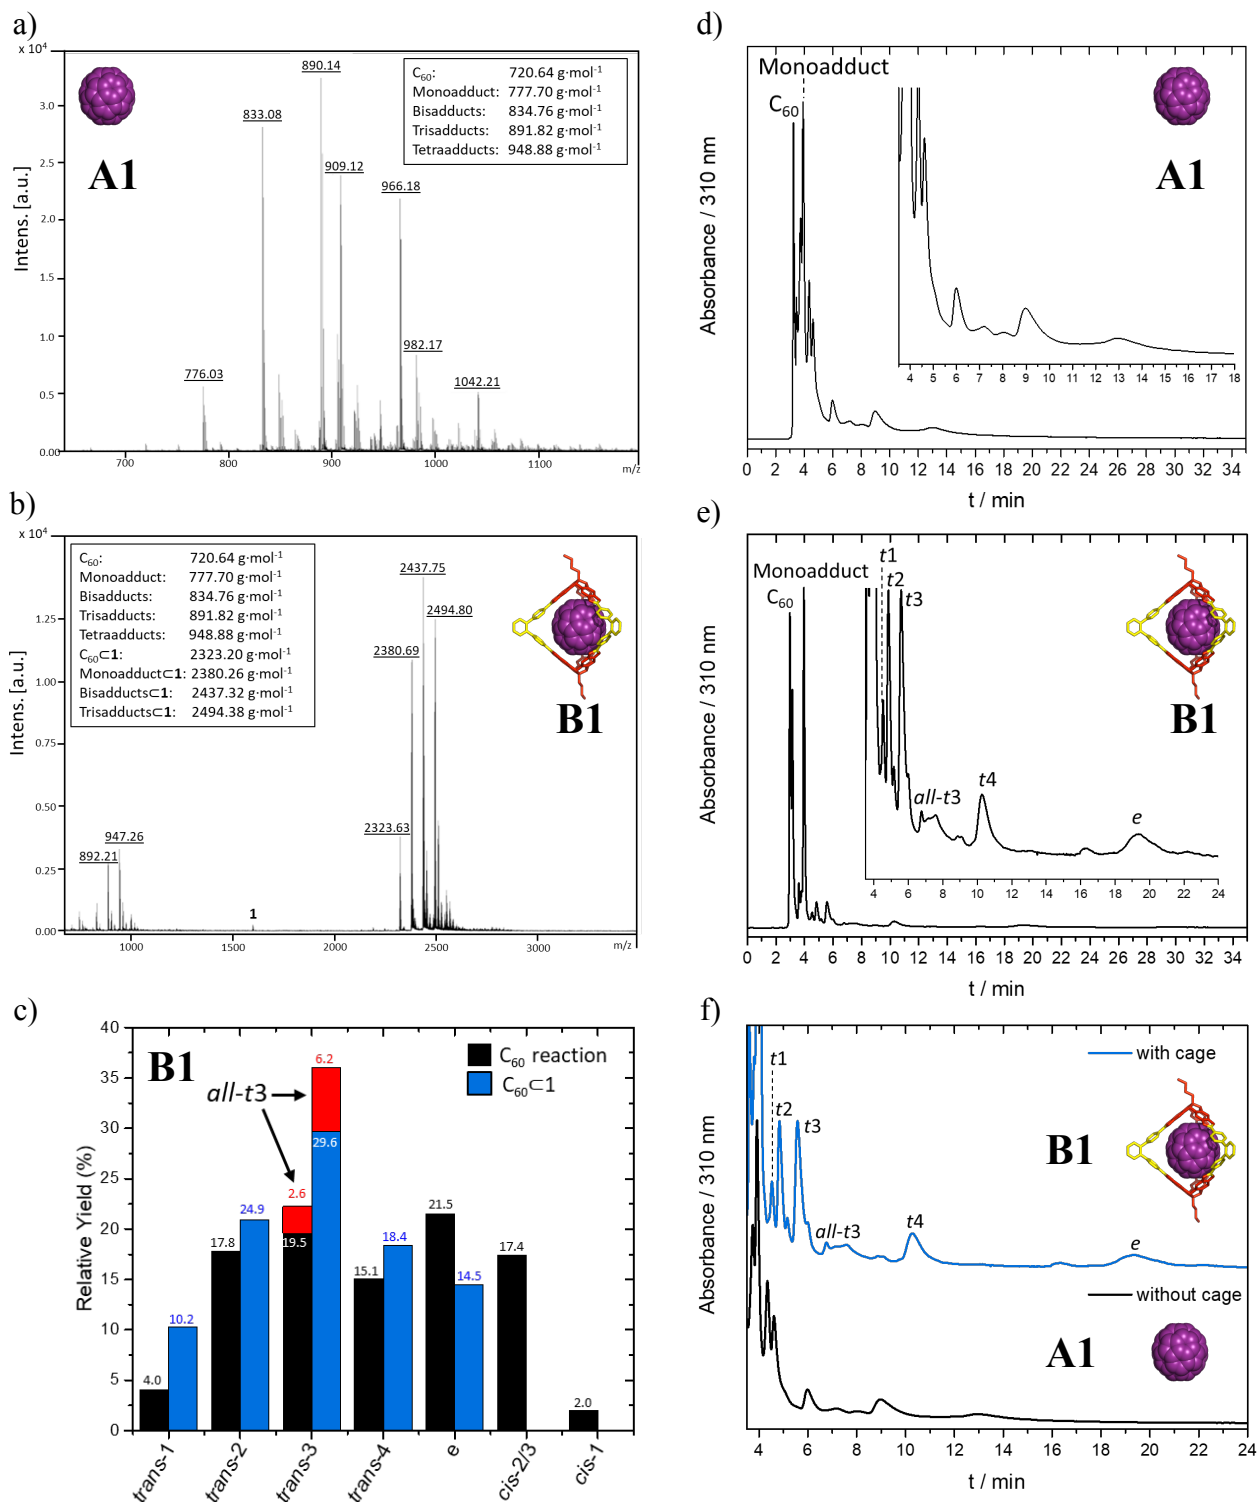 a)
x 10⁴
890.14
C₆₀: 720.64 g·mol⁻¹
Monoadduct: 777.70 g·mol⁻¹
Bisadducts: 834.76 g·mol⁻¹
Trisadducts: 891.82 g·mol⁻¹
Tetraadducts: 948.88 g·mol⁻¹
833.08
909.12
966.18
982.17
776.03
1042.21
A1
Intens. [a.u.]
3.0
2.5
2.0
1.5
1.0
0.5
0.00
700 800 900 1000 1100
m/z
b)
x 10⁴
C₆₀: 720.64 g·mol⁻¹
Monoadduct: 777.70 g·mol⁻¹
Bisadducts: 834.76 g·mol⁻¹
Trisadducts: 891.82 g·mol⁻¹
Tetraadducts: 948.88 g·mol⁻¹
C₆₀⊂1: 2323.20 g·mol⁻¹
Monoadduct⊂1: 2380.26 g·mol⁻¹
Bisadducts⊂1: 2437.32 g·mol⁻¹
Trisadducts⊂1: 2494.38 g·mol⁻¹
2437.75
2494.80
2380.69
2323.63
947.26
892.21
1
B1
Intens. [a.u.]
1.25
1.00
0.75
0.50
0.25
0.00
1000 1500 2000 2500 3000
m/z
c)
B1
C₆₀ reaction
C₆₀⊂1
all-t3
Relative Yield (%)
40
35
30
25
20
15
10
5
0
4.0
10.2
17.8
24.9
2.6
19.5
6.2
29.6
15.1
18.4
21.5
14.5
17.4
2.0
trans-1
trans-2
trans-3
trans-4
e
cis-2/3
cis-1
d)
Monoadduct
C₆₀
A1
Absorbance / 310 nm
4 5 6 7 8 9 10 11 12 13 14 15 16 17 18
0 2 4 6 8 10 12 14 16 18 20 22 24 26 28 30 32 34
t / min
e)
Monoadduct
C₆₀
t1
t2
t3
all-t3
t4
e
B1
Absorbance / 310 nm
4 6 8 10 12 14 16 18 20 22 24
0 2 4 6 8 10 12 14 16 18 20 22 24 26 28 30 32 34
t / min
f)
t1
t2
t3
all-t3
t4
e
with cage
B1
without cage
A1
Absorbance / 310 nm
4 6 8 10 12 14 16 18 20 22 24
t / min